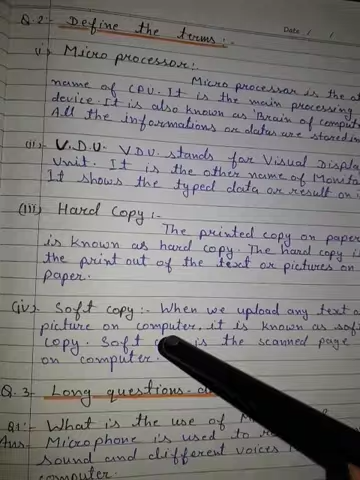 Q.2- Define the terms:-
Date / /
i) Micro processor:-
Micro processor is the
name of C.P.U. It is the main processing
device. It is also known as Brain of
All the informations or datas are stored in
(ii) V.D.U- V.D.U. stands for Visual
Unit. It is the other name of
It shows the typed data or result on
(iii) Hard Copy :-
The printed copy on paper
is known as hard copy. The hard copy
the print out of the text or pictures on
paper.
(iv) Soft copy :- When we upload any text
picture on computer, it is known as
copy. Soft is the scanned page
on computer.
Q.3- Long questions-
Q1:- What is the use of
Ans. Microphone is used to
sound and different voices
computer.